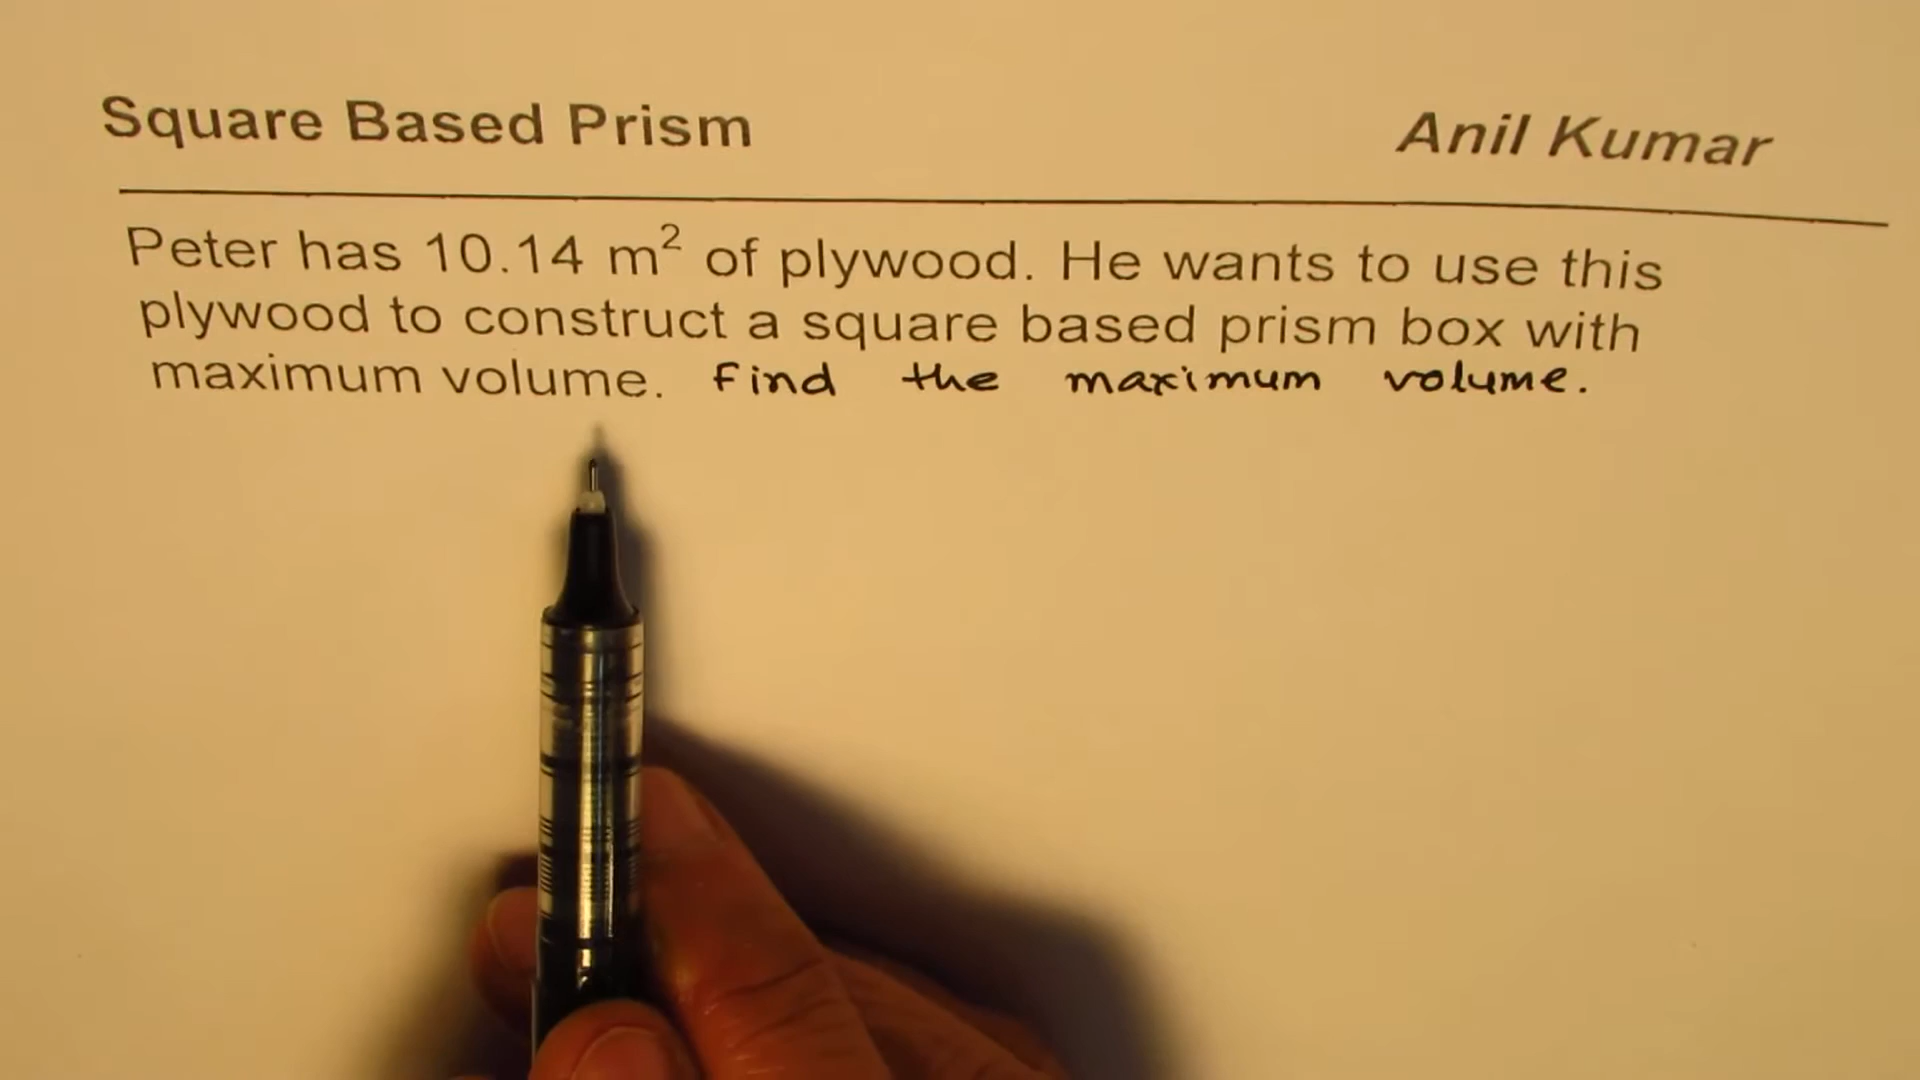 Square Based Prism
Anil Kumar
Peter has 10.14 m² of plywood. He wants to use this
plywood to construct a square based prism box with
maximum volume. Find the maximum volume.